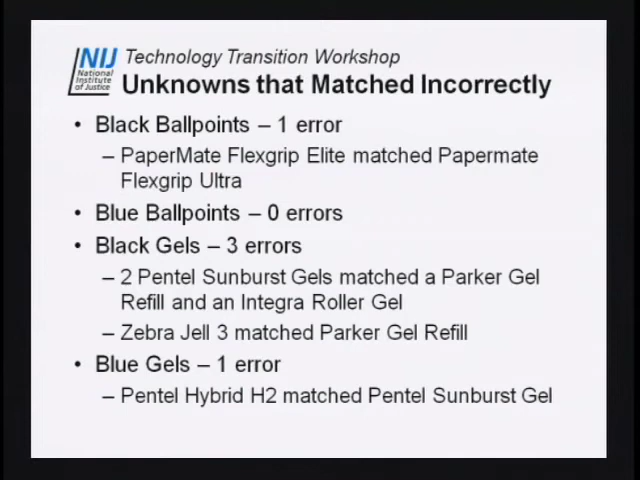 NIJ
National
Institute
of Justice
Technology Transition Workshop
Unknowns that Matched Incorrectly
• Black Ballpoints – 1 error
– PaperMate Flexgrip Elite matched Papermate
Flexgrip Ultra
• Blue Ballpoints – 0 errors
• Black Gels – 3 errors
– 2 Pentel Sunburst Gels matched a Parker Gel
Refill and an Integra Roller Gel
– Zebra Jell 3 matched Parker Gel Refill
• Blue Gels – 1 error
– Pentel Hybrid H2 matched Pentel Sunburst Gel